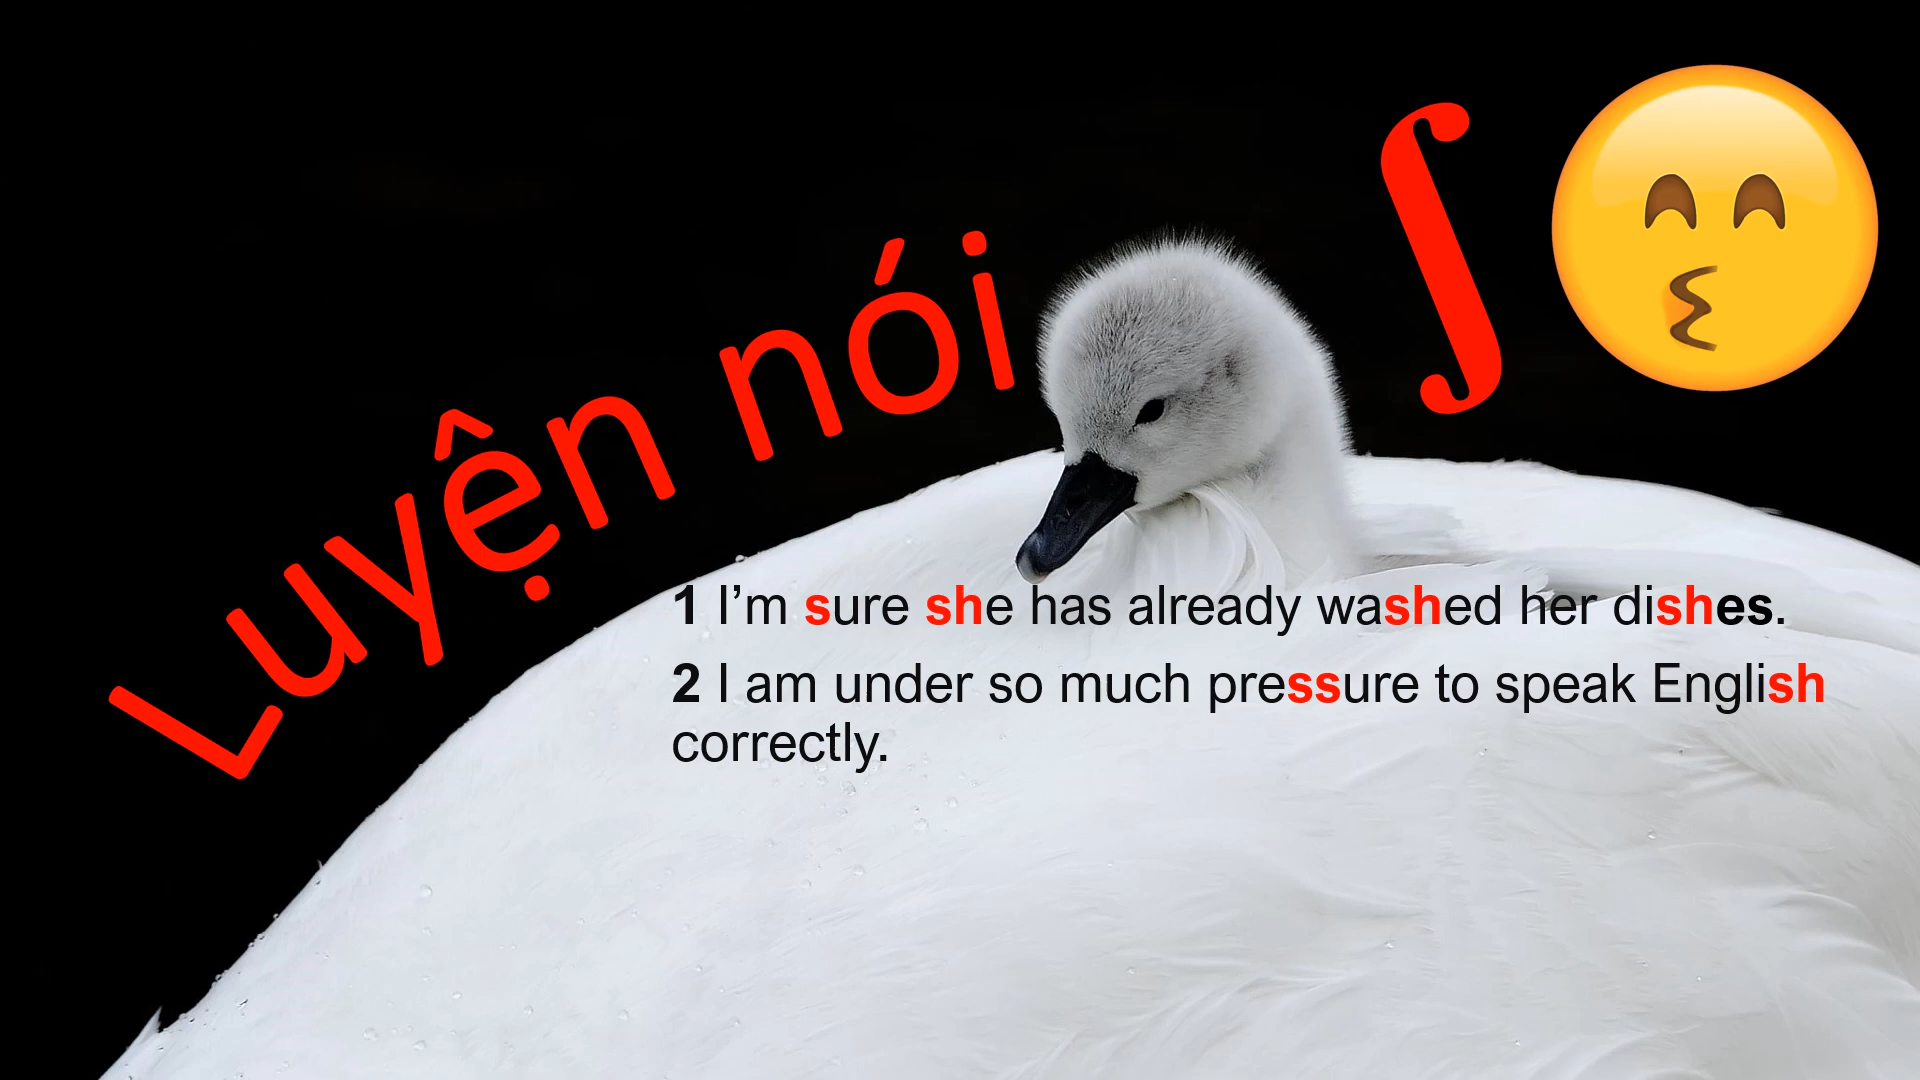 Luyện nói ʃ
1 I’m sure she has already washed her dishes.
2 I am under so much pressure to speak English
correctly.